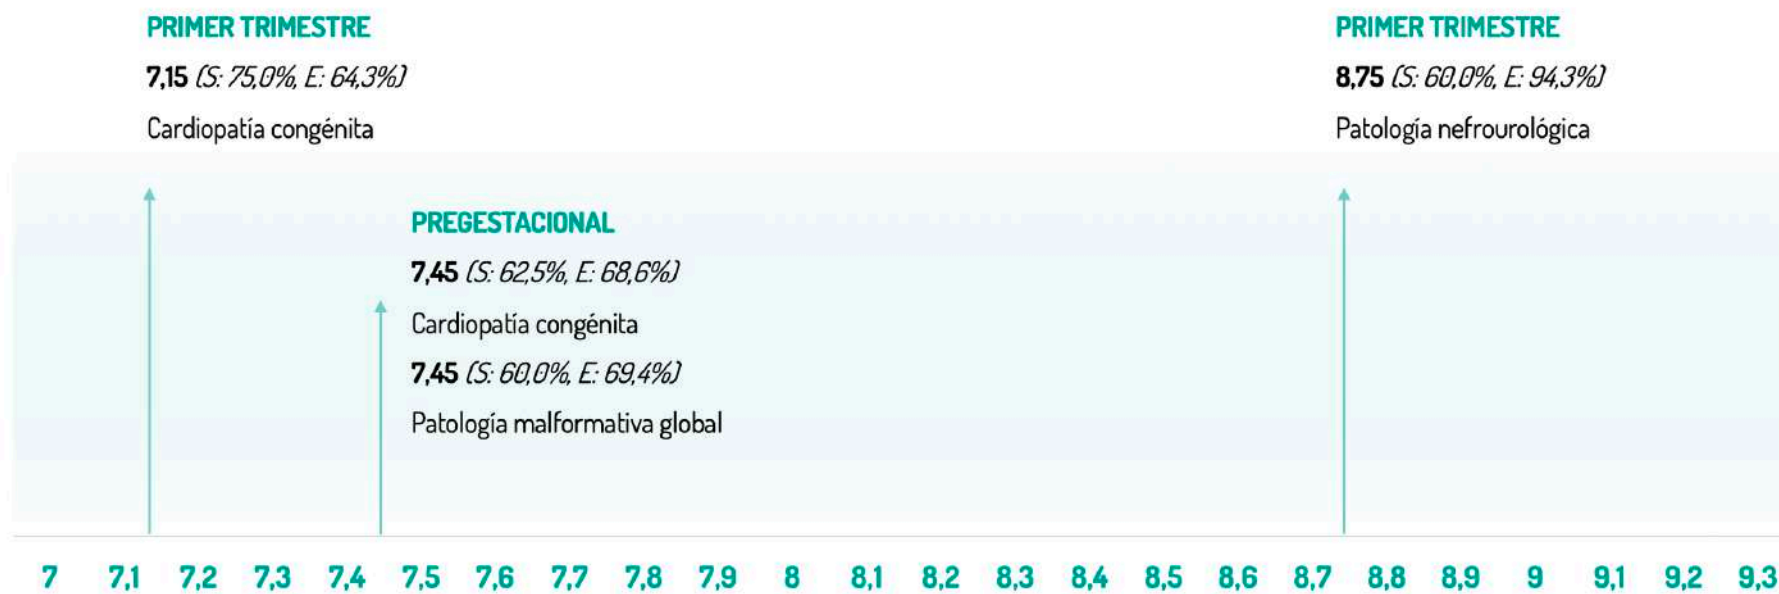 PRIMER TRIMESTRE
7,15 (S: 75,0%, E: 64,3%)
Cardiopatía congénita
PRIMER TRIMESTRE
8,75 (S: 60,0%, E: 94,3%)
Patología nefrourológica
PREGESTACIONAL
7,45 (S: 62,5%, E: 68,6%)
Cardiopatía congénita
7,45 (S: 60,0%, E: 69,4%)
Patología malformativa global
7 7,1 7,2 7,3 7,4 7,5 7,6 7,7 7,8 7,9 8 8,1 8,2 8,3 8,4 8,5 8,6 8,7 8,8 8,9 9 9,1 9,2 9,3